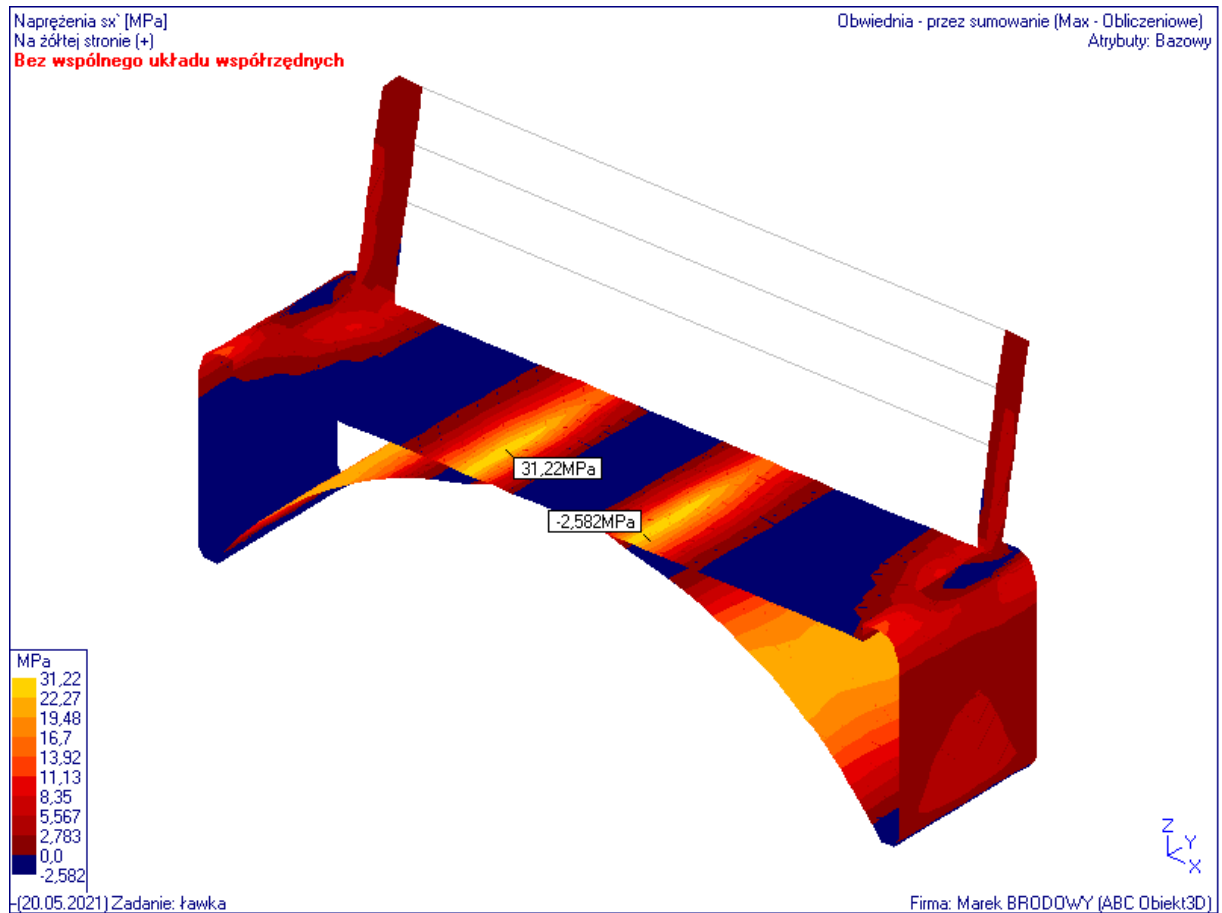 Naprężenia sx` [MPa]
Na żółtej stronie (+)
Bez wspólnego układu współrzędnych
Obwiednia - przez sumowanie (Max - Obliczeniowe)
Atrybuty: Bazowy
31,22MPa
-2,582MPa
MPa
31,22
22,27
19,48
16,7
13,92
11,13
8,35
5,567
2,783
0,0
-2,582
Z
Y
X
-(20.05.2021) Zadanie: ławka
Firma: Marek BRODOWY (ABC Obiekt3D)